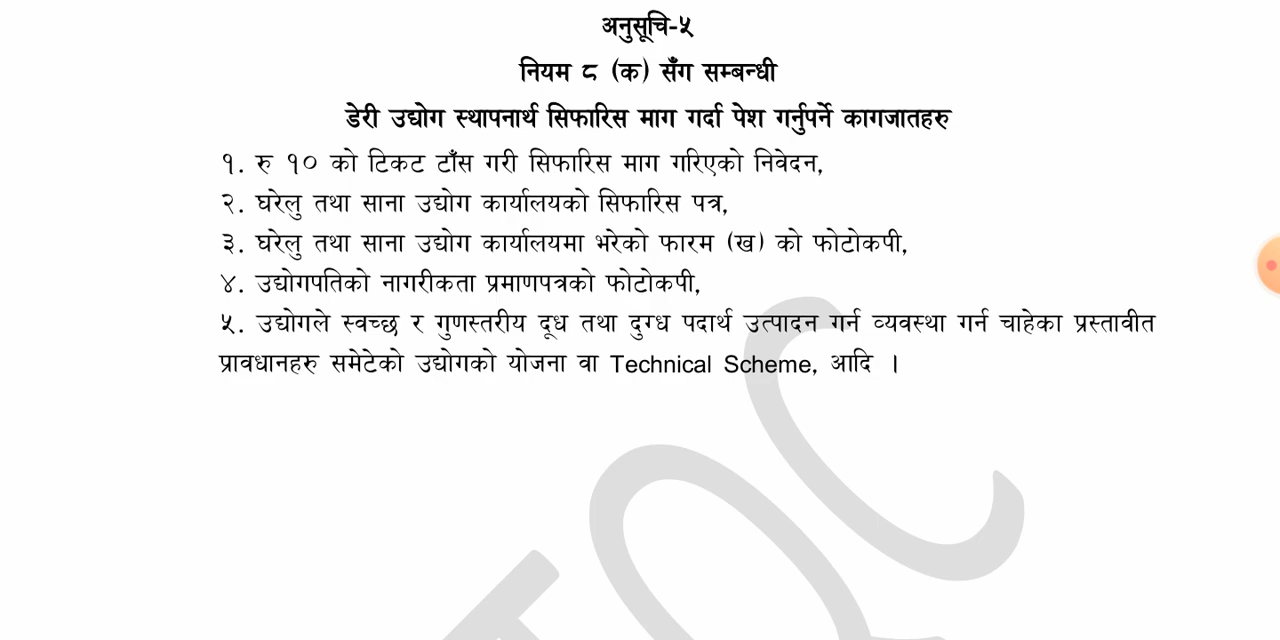 अनुसूचि-५
नियम ८ (क) सँग सम्बन्धी
डेरी उद्योग स्थापनार्थ सिफारिस माग गर्दा पेश गर्नुपर्ने कागजातहरु
१. रु १० को टिकट टाँस गरी सिफारिस माग गरिएको निवेदन,
२. घरेलु तथा साना उद्योग कार्यालयको सिफारिस पत्र,
३. घरेलु तथा साना उद्योग कार्यालयमा भरेको फारम (ख) को फोटोकपी,
४. उद्योगपतिको नागरीकता प्रमाणपत्रको फोटोकपी,
५. उद्योगले स्वच्छ र गुणस्तरीय दूध तथा दुग्ध पदार्थ उत्पादन गर्न व्यवस्था गर्न चाहेका प्रस्तावीत
प्रावधानहरु समेटेको उद्योगको योजना वा Technical Scheme, आदि ।